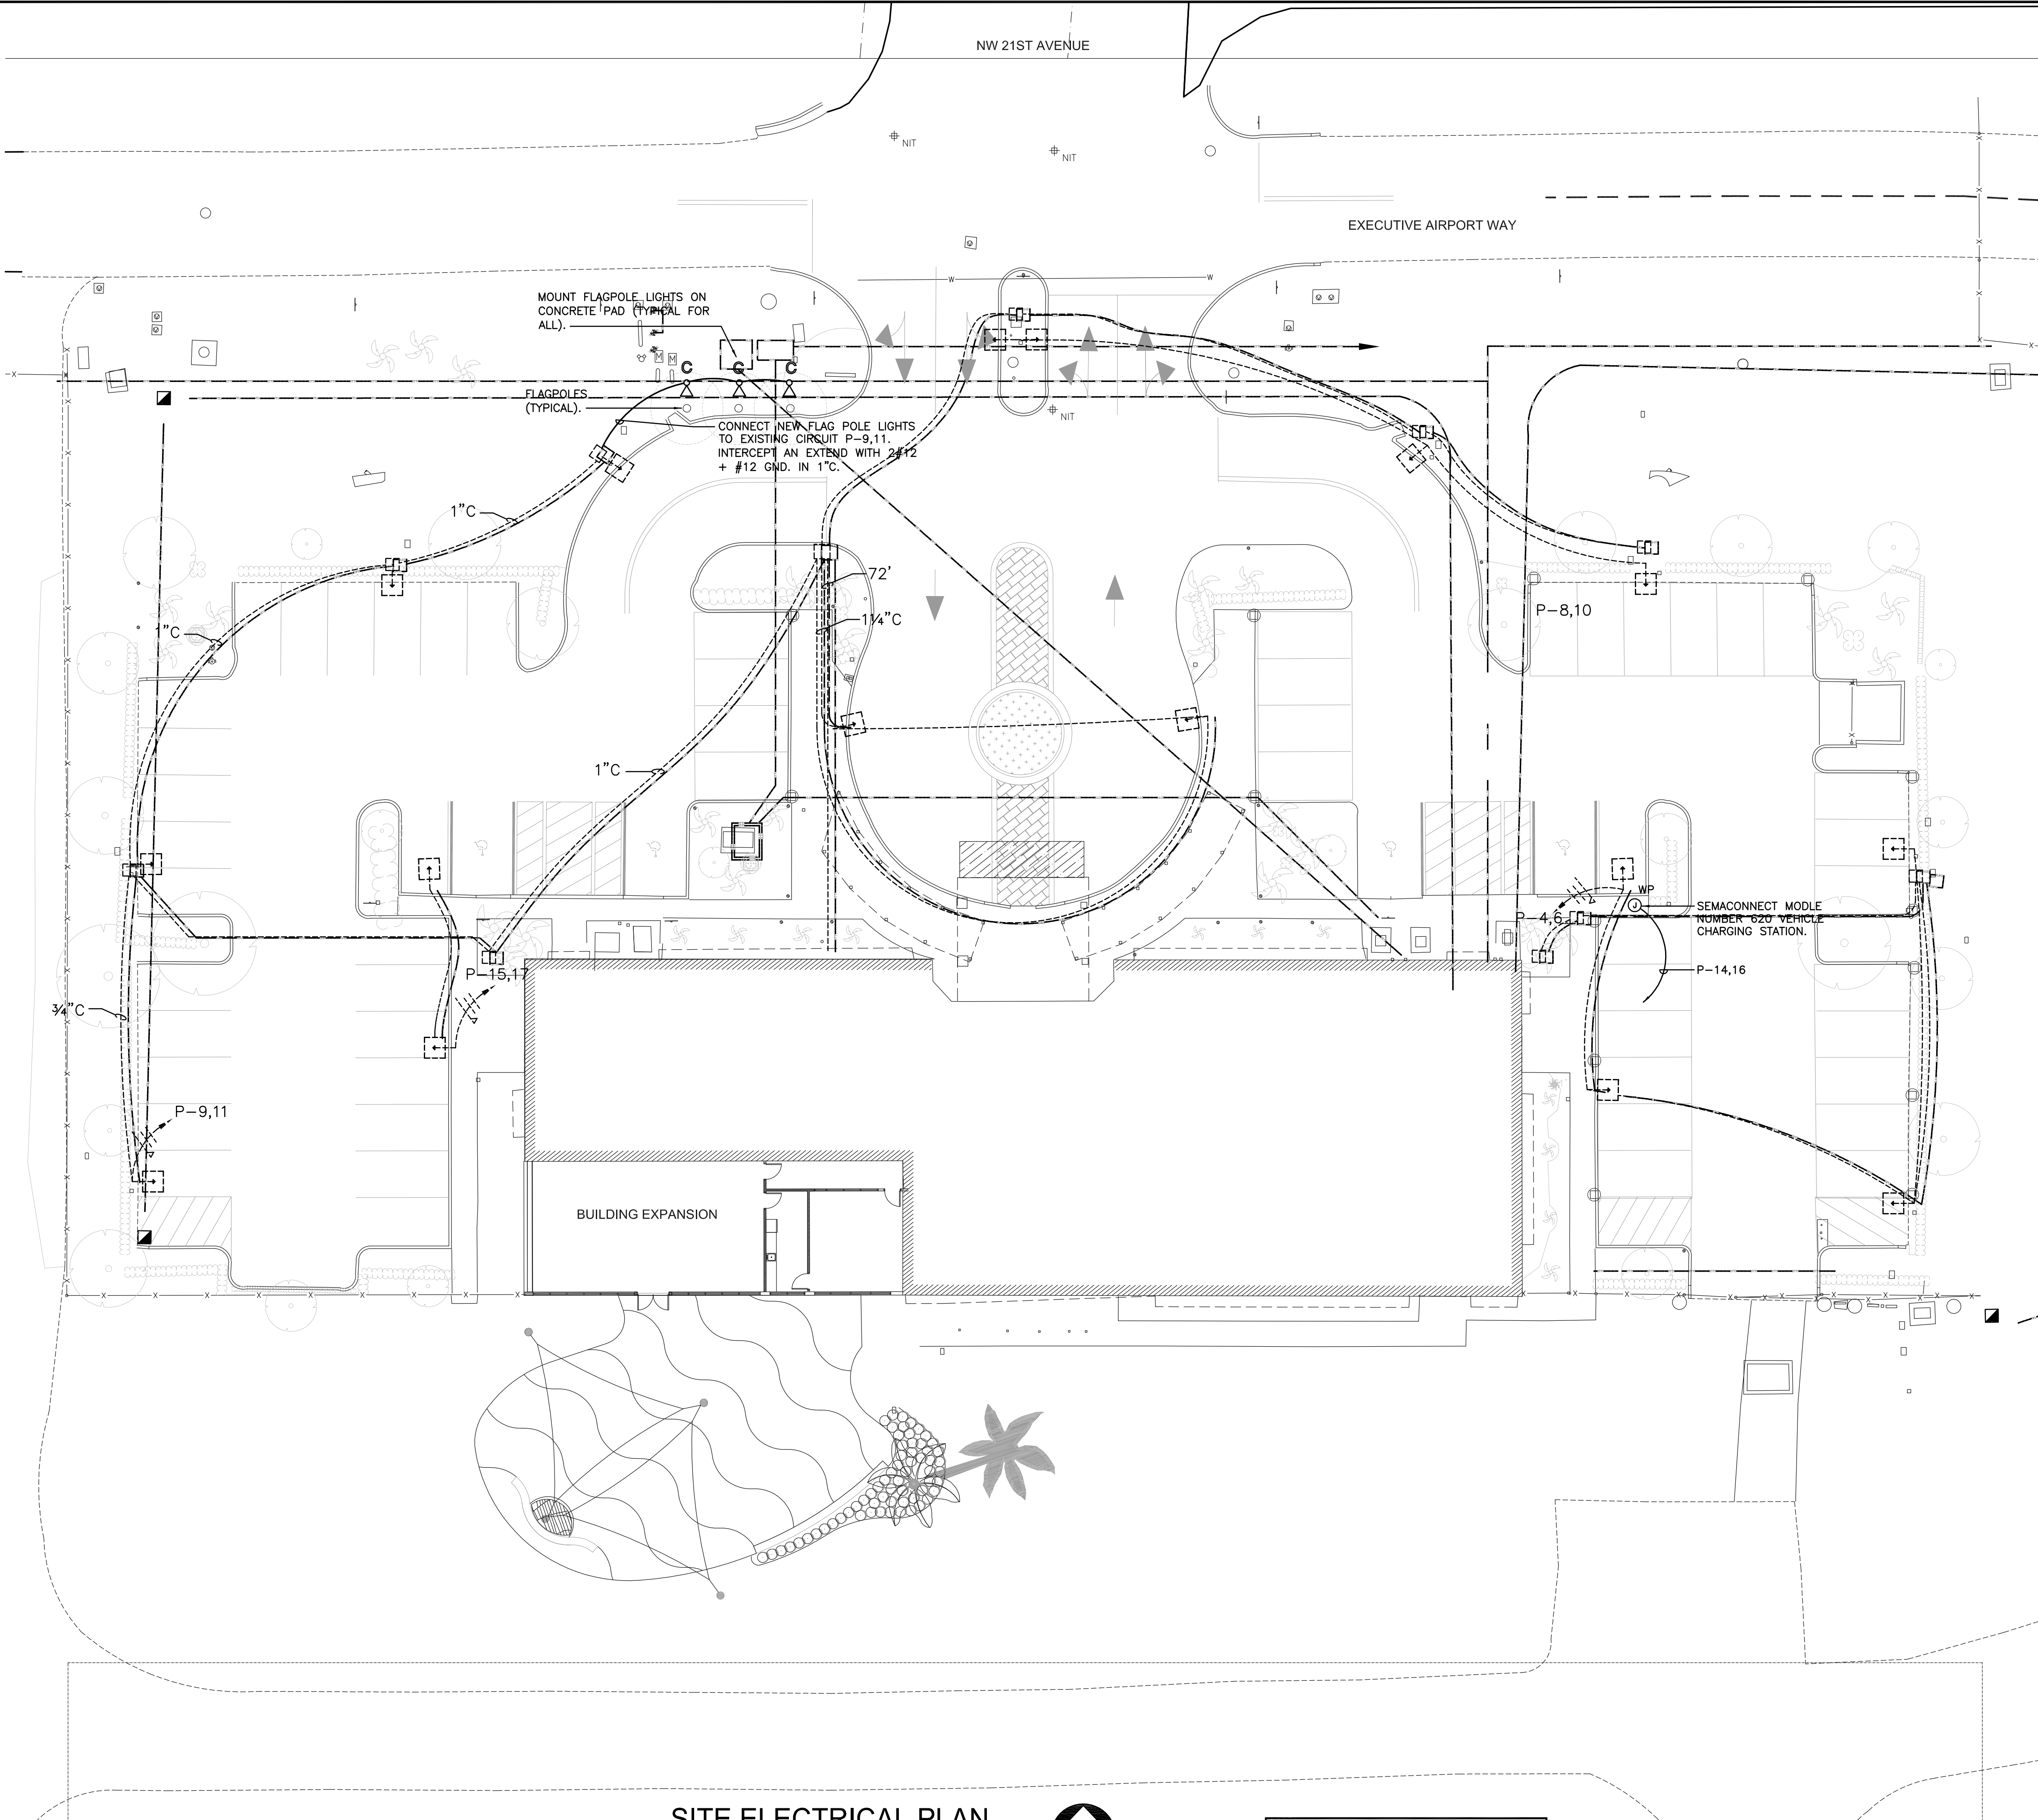 NW 21ST AVENUE
NIT
NIT
EXECUTIVE AIRPORT WAY
W
W
MOUNT FLAGPOLE LIGHTS ON
CONCRETE PAD (TYPICAL FOR
ALL).
M
M
C
C
C
FLAGPOLES
(TYPICAL).
NIT
CONNECT NEW FLAG POLE LIGHTS
TO EXISTING CIRCUIT P-9,11.
INTERCEPT AN EXTEND WITH 2#12
+ #12 GND. IN 1"C.
1"C
72'
P-8,10
1¼"C
1"C
1"C
WP
J
SEMACONNECT MODLE
NUMBER 620 VEHICLE
CHARGING STATION.
P-4,6
P-14,16
P-15,17
¾"C
P-9,11
BUILDING EXPANSION
SITE ELECTRICAL PLAN